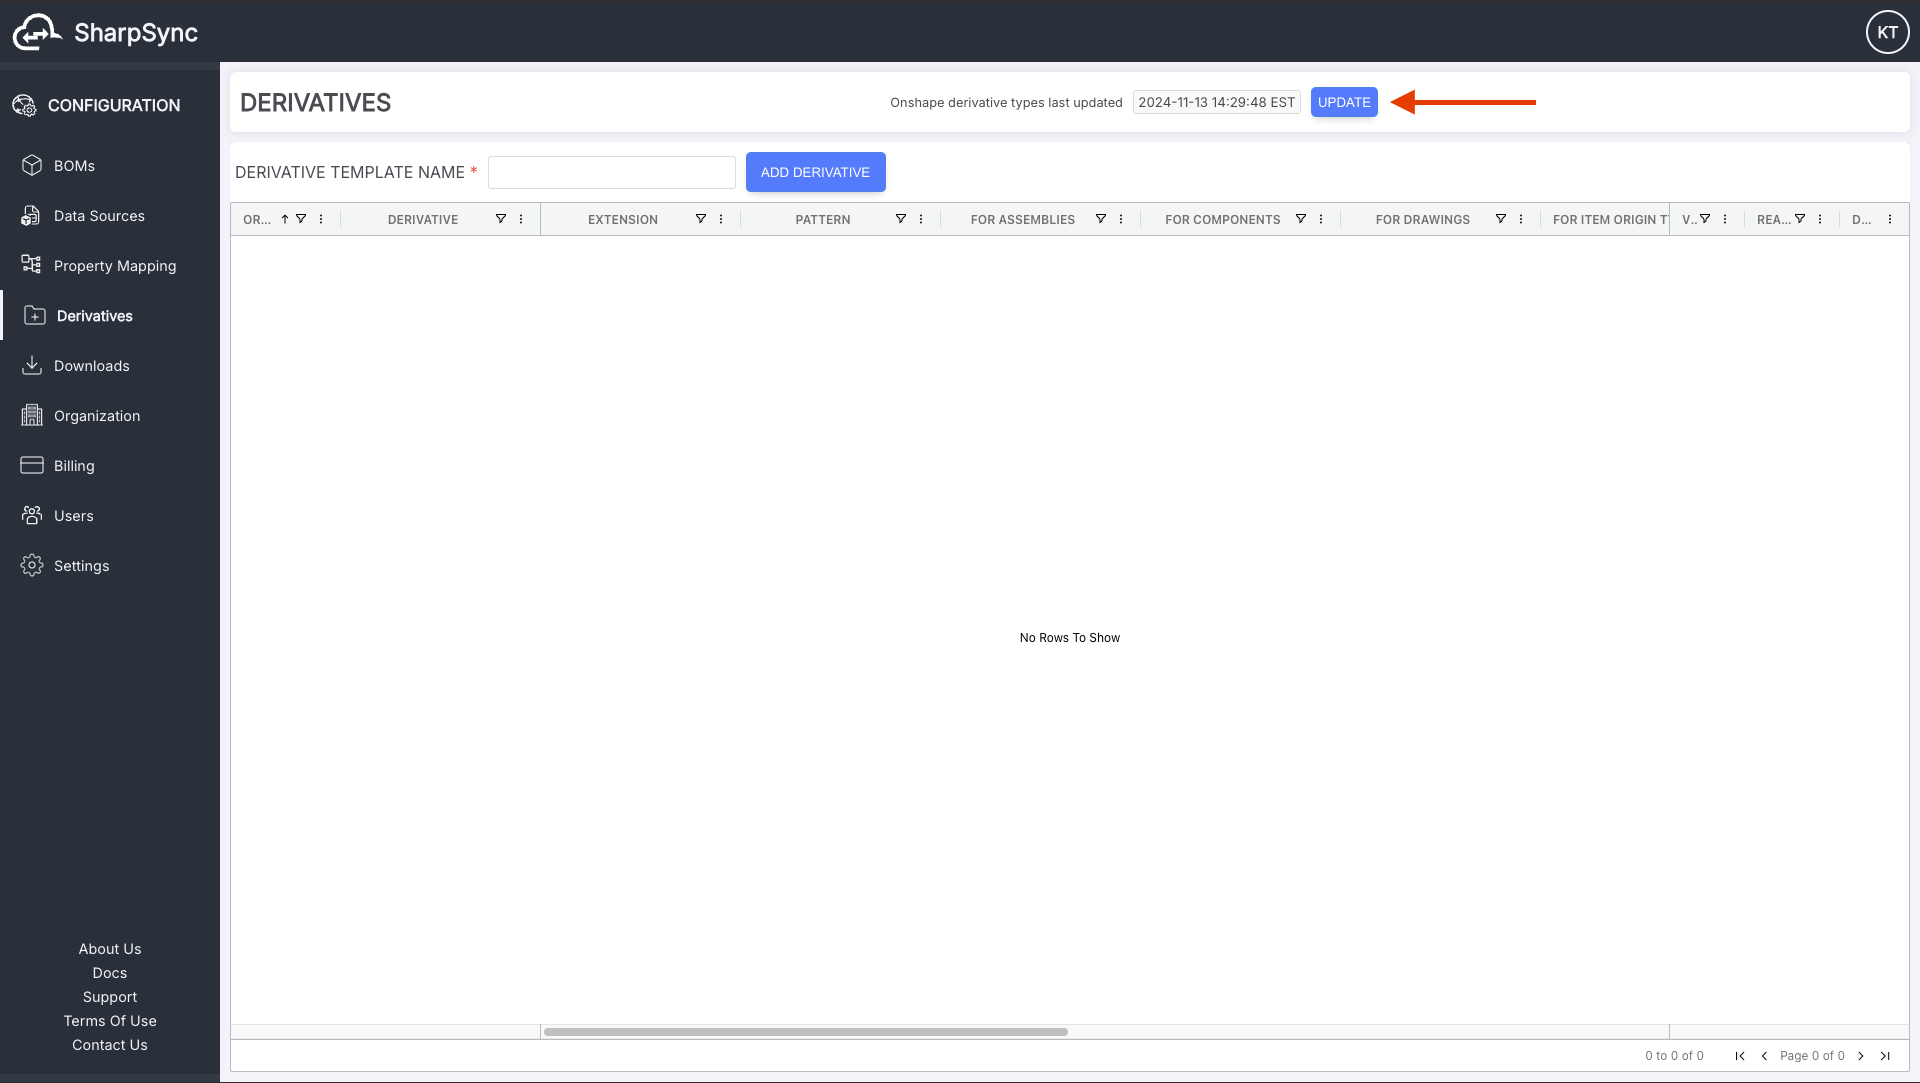 SharpSync
KT
CONFIGURATION
BOMs
Data Sources
Property Mapping
Derivatives
Downloads
Organization
Billing
Users
Settings
About Us
Docs
Support
Terms Of Use
Contact Us
DERIVATIVES
Onshape derivative types last updated 2024-11-13 14:29:48 EST UPDATE
DERIVATIVE TEMPLATE NAME * ADD DERIVATIVE
OR... DERIVATIVE EXTENSION PATTERN FOR ASSEMBLIES FOR COMPONENTS FOR DRAWINGS FOR ITEM ORIGIN T V... REA... D...
No Rows To Show
0 to 0 of 0 Page 0 of 0